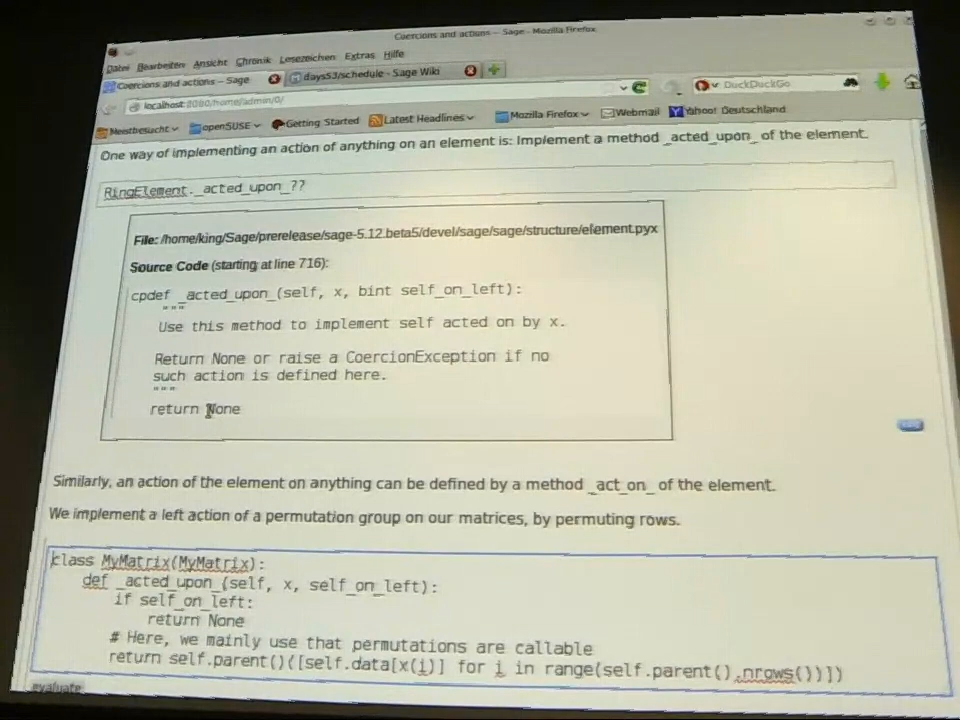 Coercions and actions – Sage - Mozilla Firefox
Datei Bearbeiten Ansicht Chronik Lesezeichen Extras Hilfe
Coercions and actions – Sage days53/schedule - Sage Wiki
localhost:8080/home/admin/0/ DuckDuckGo
Meistbesucht openSUSE Getting Started Latest Headlines Mozilla Firefox Webmail Yahoo! Deutschland
One way of implementing an action of anything on an element is: Implement a method _acted_upon_ of the element.
RingElement._acted_upon_??
File: /home/king/Sage/prerelease/sage-5.12.beta5/devel/sage/sage/structure/element.pyx
Source Code (starting at line 716):
cpdef _acted_upon_(self, x, bint self_on_left):
"""
Use this method to implement self acted on by x.
Return None or raise a CoercionException if no
such action is defined here.
"""
return None
Similarly, an action of the element on anything can be defined by a method _act_on_ of the element.
We implement a left action of a permutation group on our matrices, by permuting rows.
class MyMatrix(MyMatrix):
def _acted_upon_(self, x, self_on_left):
if self_on_left:
return None
# Here, we mainly use that permutations are callable
return self.parent()([self.data[x(i)] for i in range(self.parent().nrows())])
evaluate